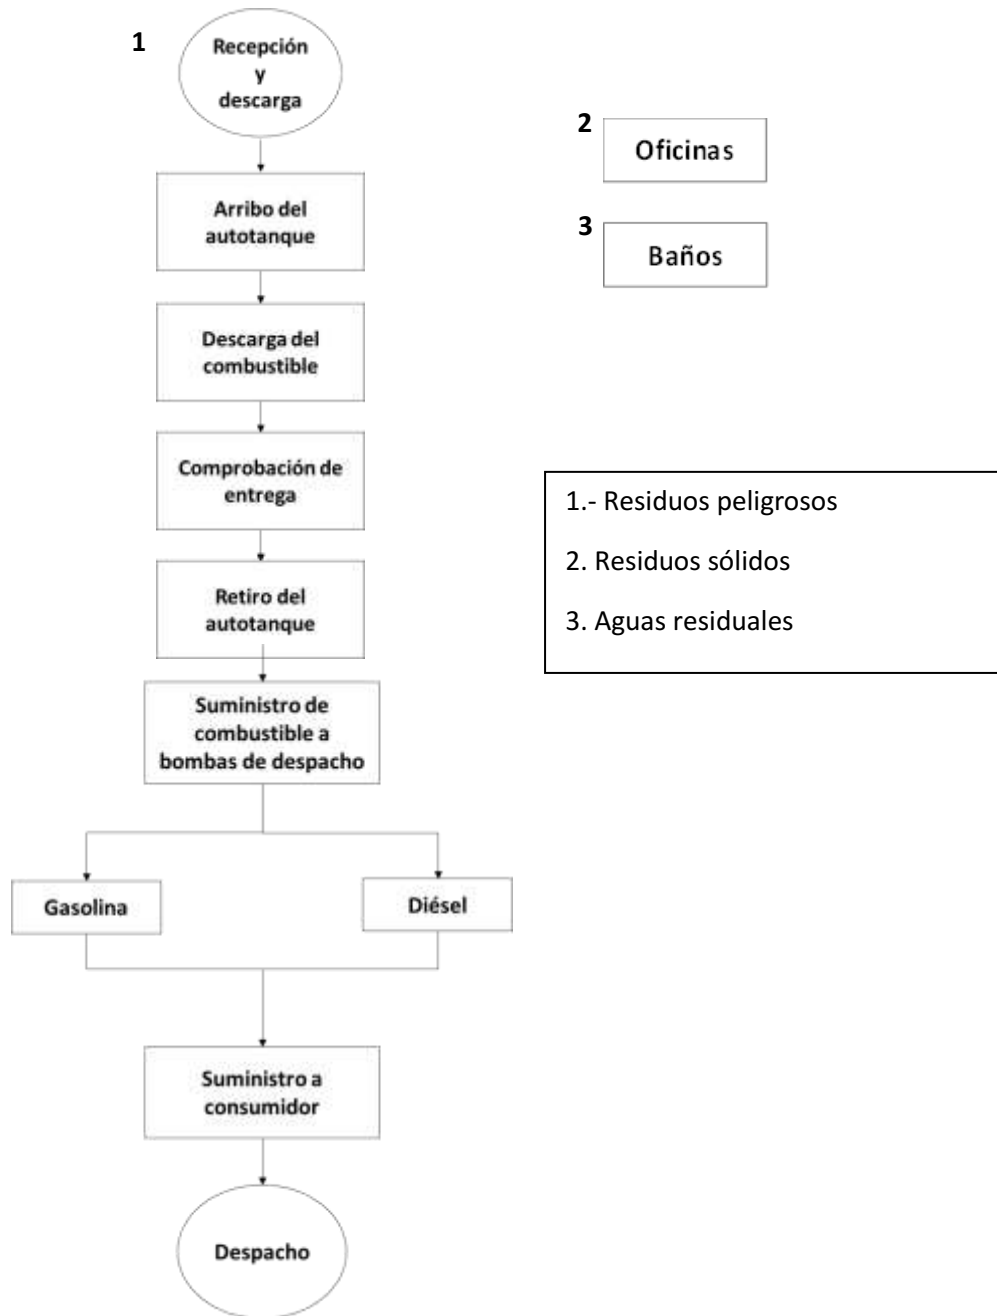 1
Recepción
y
descarga
2
Oficinas
Arribo del
autotanque
3
Baños
Descarga del
combustible
Comprobación de
entrega
1.- Residuos peligrosos
2. Residuos sólidos
3. Aguas residuales
Retiro del
autotanque
Suministro de
combustible a
bombas de despacho
Gasolina
Diésel
Suministro a
consumidor
Despacho